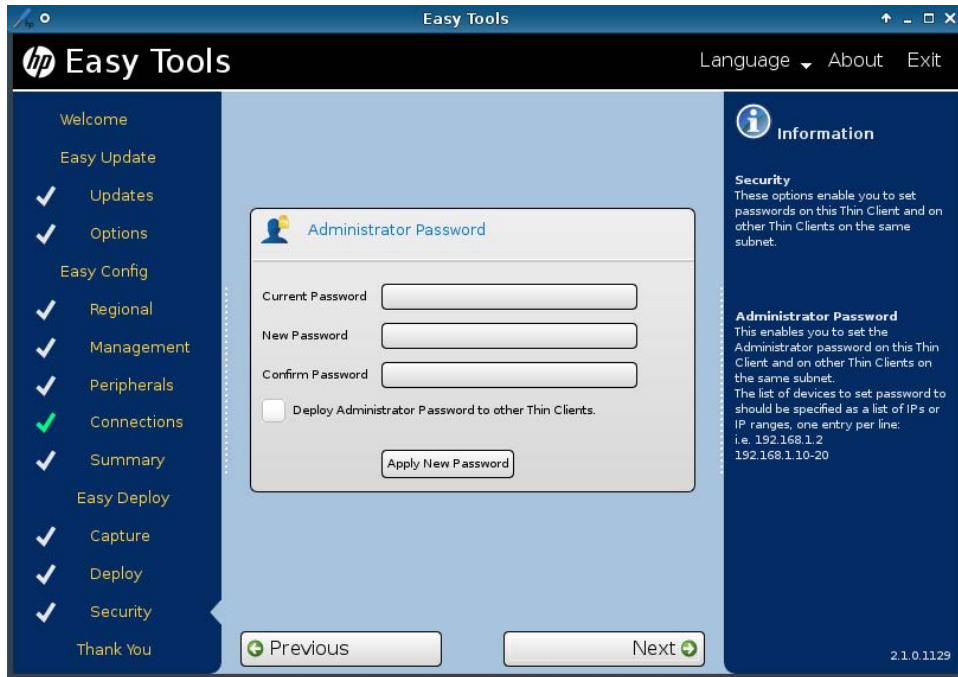 Easy Tools
hp Easy Tools
Language About Exit
Welcome
Easy Update
Updates
Options
Easy Config
Regional
Management
Peripherals
Connections
Summary
Easy Deploy
Capture
Deploy
Security
Thank You
Administrator Password
Current Password
New Password
Confirm Password
Deploy Administrator Password to other Thin Clients.
Apply New Password
Previous
Next
Information
Security
These options enable you to set
passwords on this Thin Client and on
other Thin Clients on the same
subnet.
Administrator Password
This enables you to set the
Administrator password on this Thin
Client and on other Thin Clients on
the same subnet.
The list of devices to set password to
should be specified as a list of IPs or
IP ranges, one entry per line:
i.e. 192.168.1.2
192.168.1.10-20
2.1.0.1129